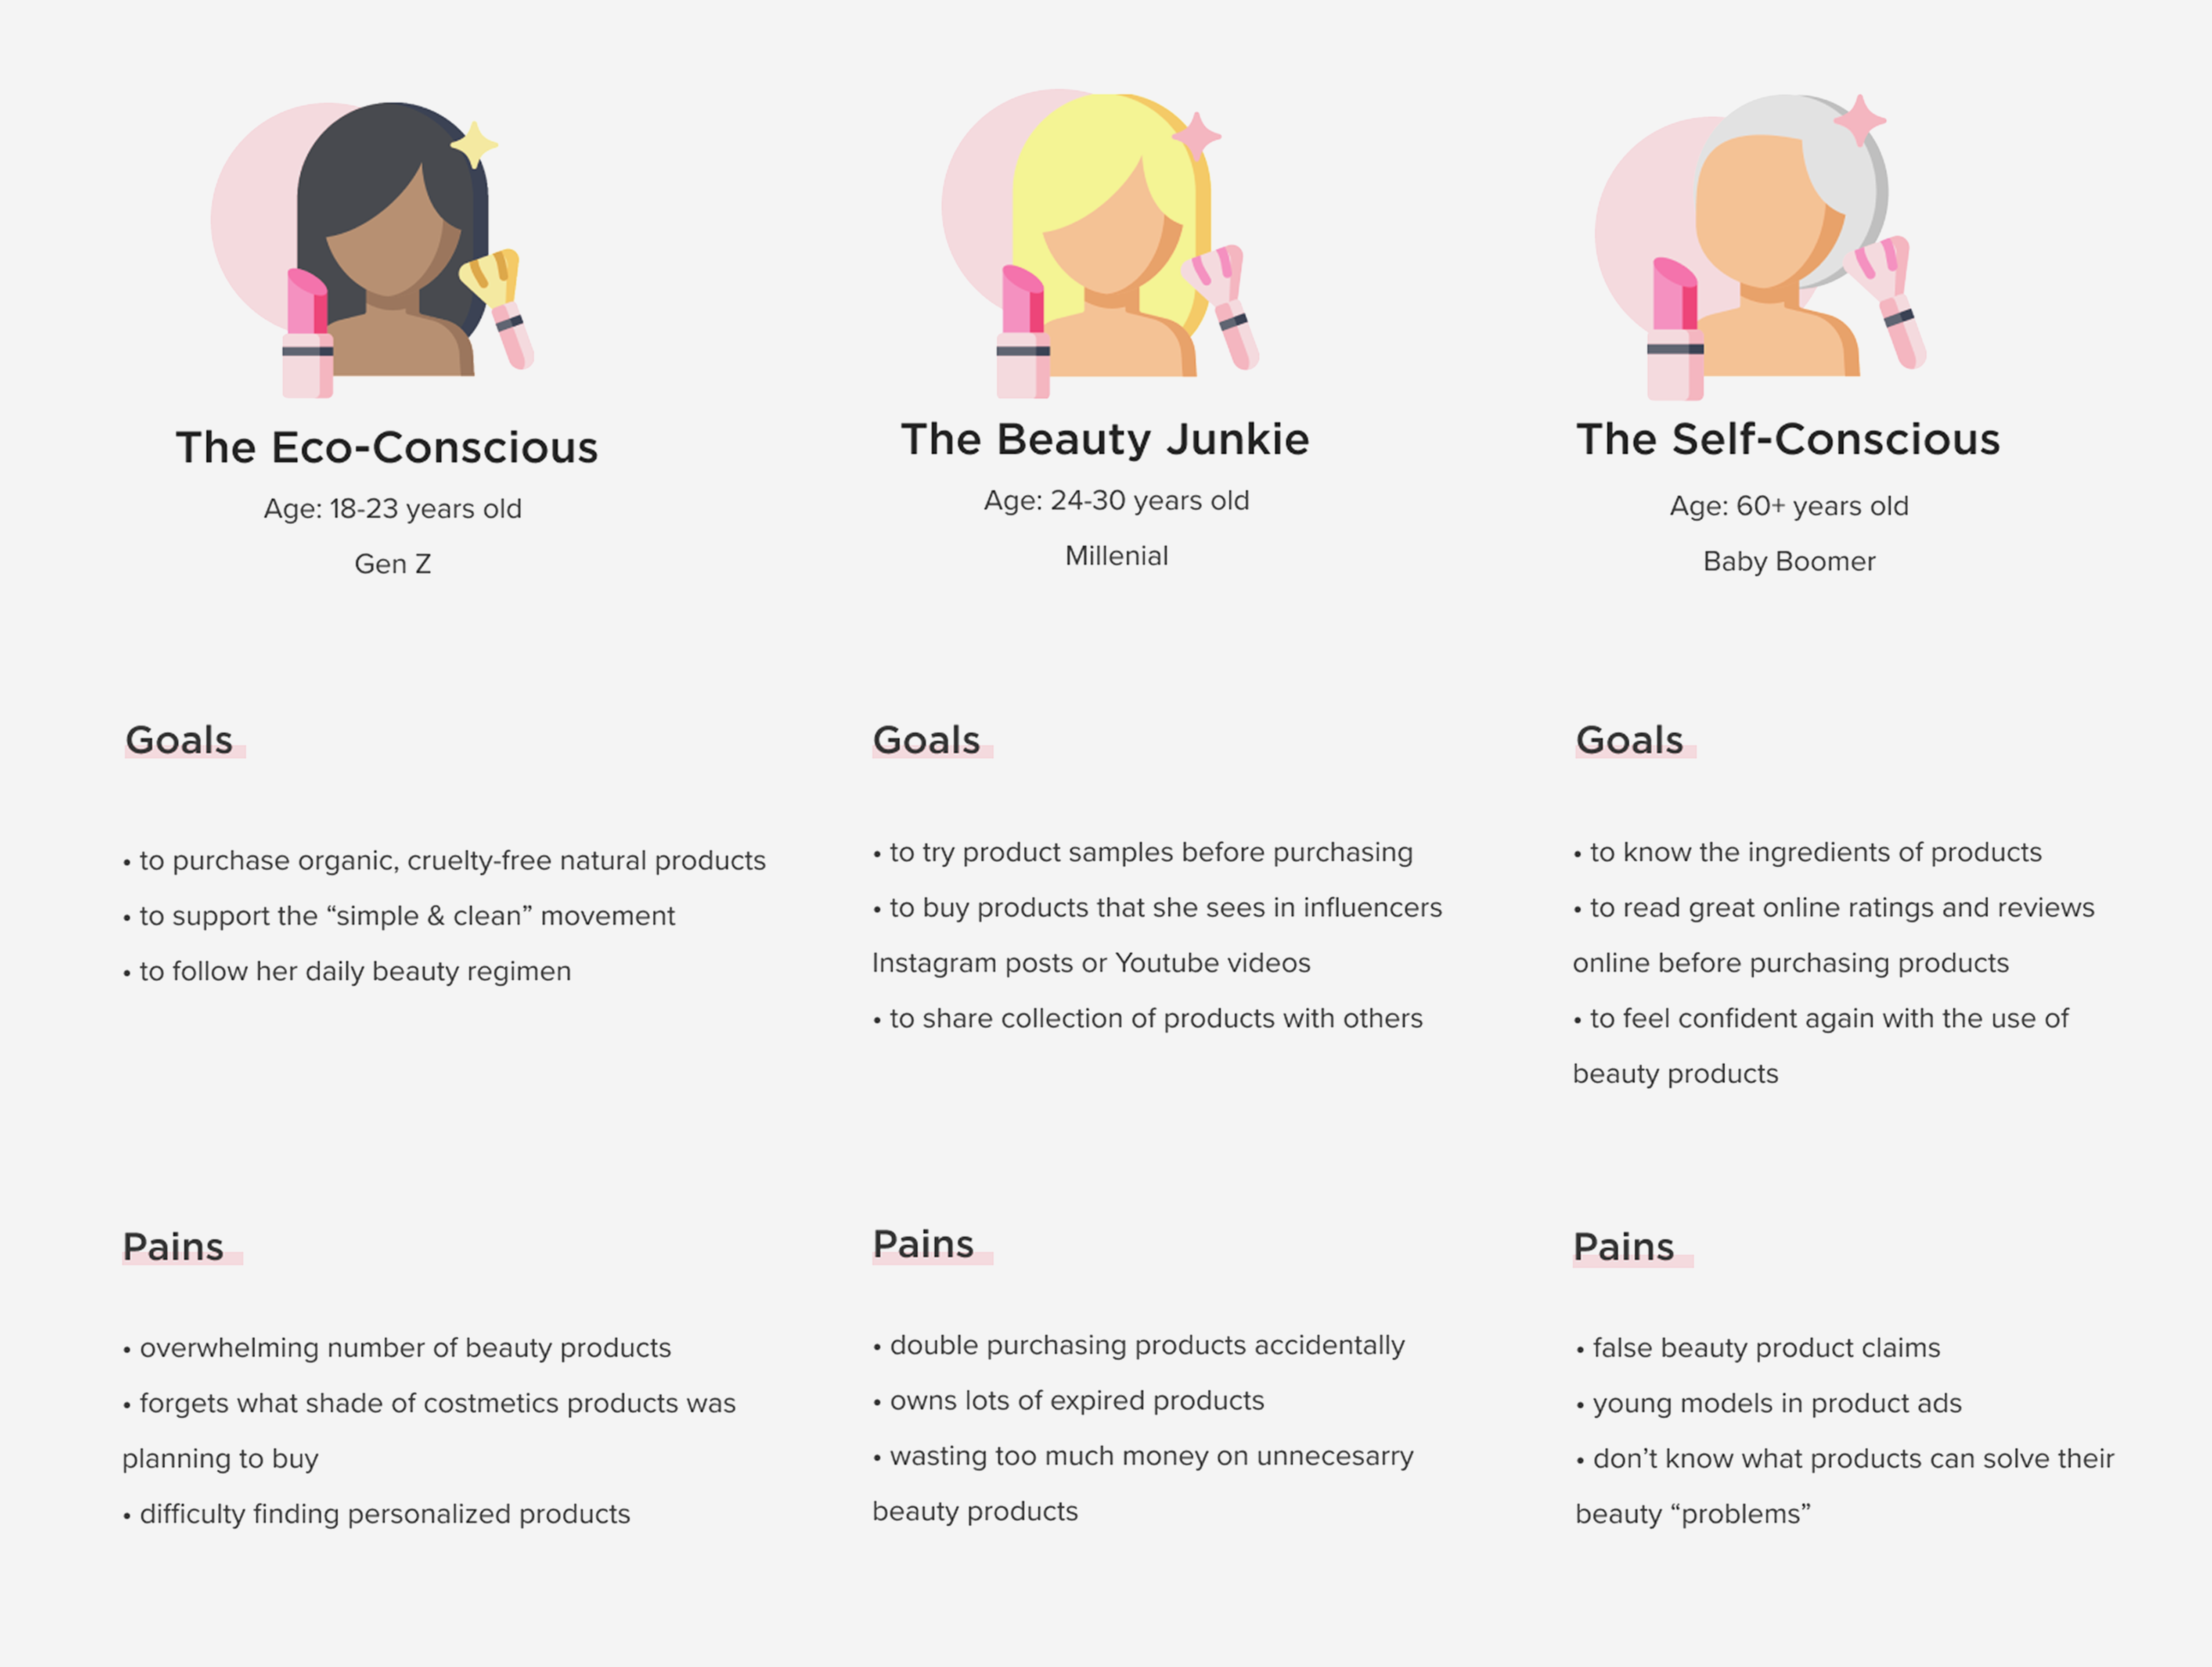 The Eco-Conscious
Age: 18-23 years old
Gen Z
Goals
• to purchase organic, cruelty-free natural products
• to support the “simple & clean” movement
• to follow her daily beauty regimen
Pains
• overwhelming number of beauty products
• forgets what shade of costmetics products was
planning to buy
• difficulty finding personalized products
The Beauty Junkie
Age: 24-30 years old
Millenial
Goals
• to try product samples before purchasing
• to buy products that she sees in influencers
Instagram posts or Youtube videos
• to share collection of products with others
Pains
• double purchasing products accidentally
• owns lots of expired products
• wasting too much money on unnecesarry
beauty products
The Self-Conscious
Age: 60+ years old
Baby Boomer
Goals
• to know the ingredients of products
• to read great online ratings and reviews
online before purchasing products
• to feel confident again with the use of
beauty products
Pains
• false beauty product claims
• young models in product ads
• don’t know what products can solve their
beauty “problems”